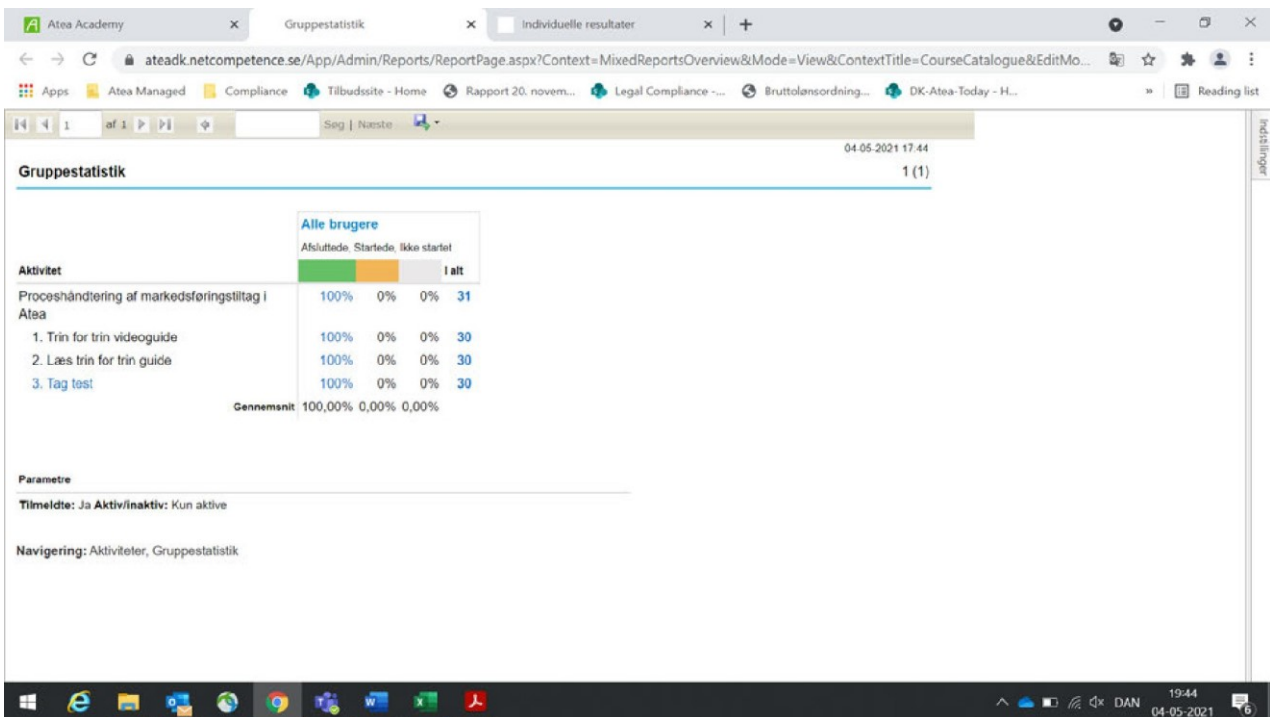 Atea Academy
Gruppestatistik
Individuelle resultater
ateadk.netcompetence.se/App/Admin/Reports/ReportPage.aspx?Context=MixedReportsOverview&Mode=View&ContextTitle=CourseCatalogue&EditMo...
Apps Atea Managed Compliance Tilbudssite - Home Rapport 20. novem... Legal Compliance -... Bruttolønsordning... DK-Atea-Today - H... » Reading list
1 af 1 Søg | Næste
Indstillinger
04-05-2021 17:44
Gruppestatistik 1 (1)
Alle brugere
Afsluttede, Startede, Ikke startet
Aktivitet I alt
Proceshåndtering af markedsføringstiltag i 100% 0% 0% 31
Atea
1. Trin for trin videoguide 100% 0% 0% 30
2. Læs trin for trin guide 100% 0% 0% 30
3. Tag test 100% 0% 0% 30
Gennemsnit 100,00% 0,00% 0,00%
Parametre
Tilmeldte: Ja Aktiv/inaktiv: Kun aktive
Navigering: Aktiviteter, Gruppestatistik
DAN
19:44
04-05-2021
6